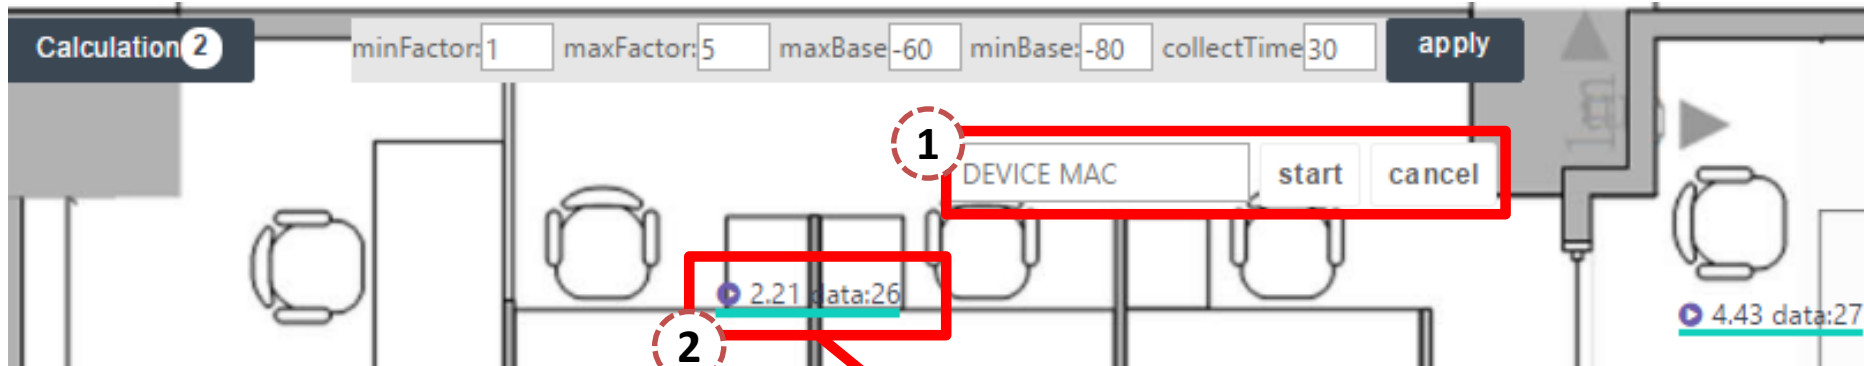 Calculation 2 minFactor: 1 maxFactor: 5 maxBase -60 minBase: -80 collectTime 30 apply
1m
1
DEVICE MAC start cancel
2.21 data:26
4.43 data:27
2